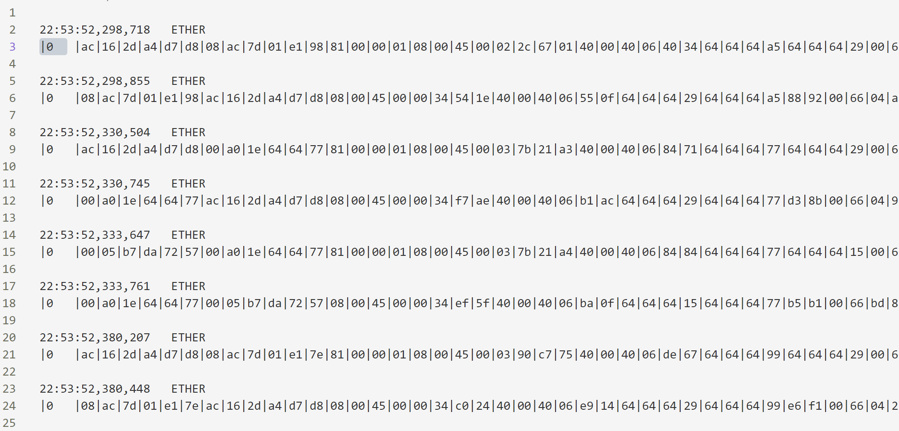 1
2 22:53:52,298,718 ETHER
3 |0 |ac|16|2d|a4|d7|d8|08|ac|7d|01|e1|98|81|00|00|01|08|00|45|00|02|2c|67|01|40|00|40|06|40|34|64|64|64|a5|64|64|64|29|00|6
4
5 22:53:52,298,855 ETHER
6 |0 |08|ac|7d|01|e1|98|ac|16|2d|a4|d7|d8|08|00|45|00|00|34|54|1e|40|00|40|06|55|0f|64|64|64|29|64|64|64|a5|88|92|00|66|04|a
7
8 22:53:52,330,504 ETHER
9 |0 |ac|16|2d|a4|d7|d8|00|a0|1e|64|64|77|81|00|00|01|08|00|45|00|03|7b|21|a3|40|00|40|06|84|71|64|64|64|77|64|64|64|29|00|6
10
11 22:53:52,330,745 ETHER
12 |0 |00|a0|1e|64|64|77|ac|16|2d|a4|d7|d8|08|00|45|00|00|34|f7|ae|40|00|40|06|b1|ac|64|64|64|29|64|64|64|77|d3|8b|00|66|04|9
13
14 22:53:52,333,647 ETHER
15 |0 |00|05|b7|da|72|57|00|a0|1e|64|64|77|81|00|00|01|08|00|45|00|03|7b|21|a4|40|00|40|06|84|84|64|64|64|77|64|64|64|15|00|6
16
17 22:53:52,333,761 ETHER
18 |0 |00|a0|1e|64|64|77|00|05|b7|da|72|57|08|00|45|00|00|34|ef|5f|40|00|40|06|ba|0f|64|64|64|15|64|64|64|77|b5|b1|00|66|bd|8
19
20 22:53:52,380,207 ETHER
21 |0 |ac|16|2d|a4|d7|d8|08|ac|7d|01|e1|7e|81|00|00|01|08|00|45|00|03|90|c7|75|40|00|40|06|de|67|64|64|64|99|64|64|64|29|00|6
22
23 22:53:52,380,448 ETHER
24 |0 |08|ac|7d|01|e1|7e|ac|16|2d|a4|d7|d8|08|00|45|00|00|34|c0|24|40|00|40|06|e9|14|64|64|64|29|64|64|64|99|e6|f1|00|66|04|2
25